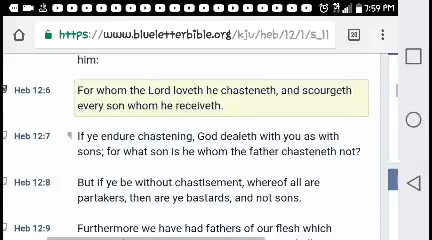 7:59 PM
https://www.blueletterbible.org/kjv/heb/12/1/s_11
him:
Heb 12:6
For whom the Lord loveth he chasteneth, and scourgeth
every son whom he receiveth.
Heb 12:7
If ye endure chastening, God dealeth with you as with
sons; for what son is he whom the father chasteneth not?
Heb 12:8
But if ye be without chastisement, whereof all are
partakers, then are ye bastards, and not sons.
Heb 12:9
Furthermore we have had fathers of our flesh which